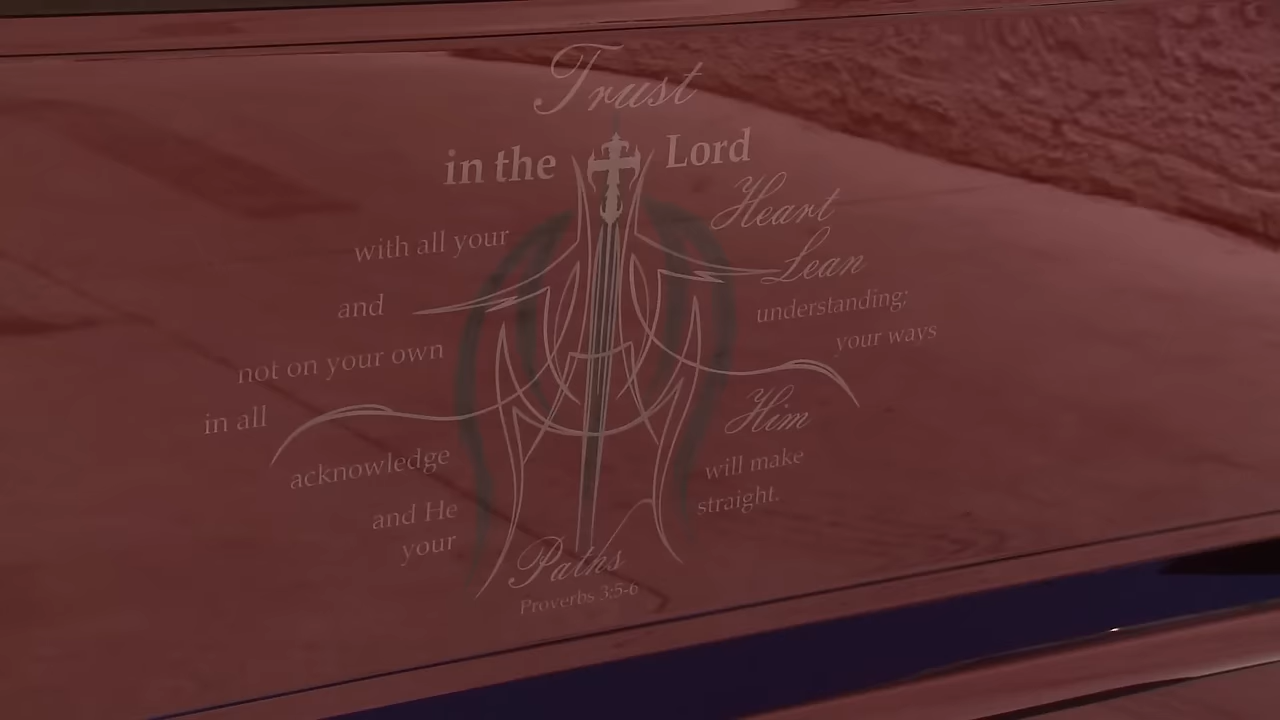 Trust
in the Lord
with all your Heart
and Lean
not on your own understanding;
in all your ways
acknowledge Him
and He will make
your straight.
Paths
Proverbs 3:5-6